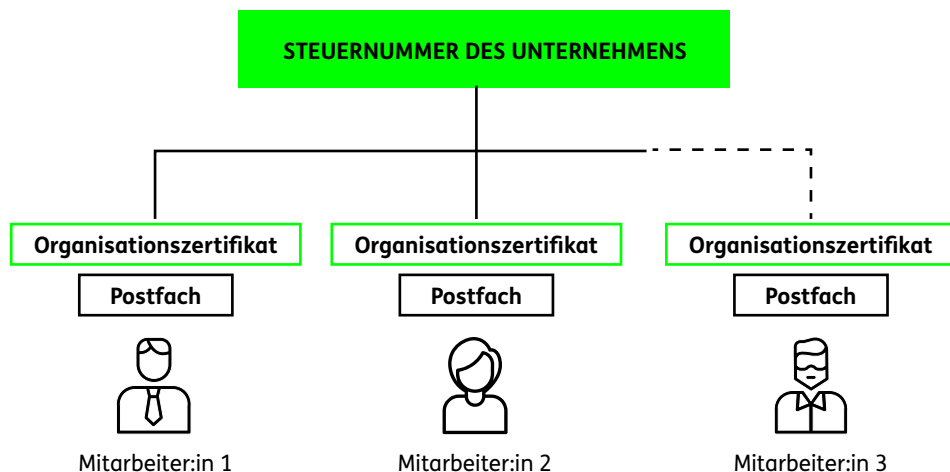 STEUERNUMMER DES UNTERNEHMENS
Organisationszertifikat
Organisationszertifikat
Organisationszertifikat
Postfach
Postfach
Postfach
Mitarbeiter:in 1
Mitarbeiter:in 2
Mitarbeiter:in 3